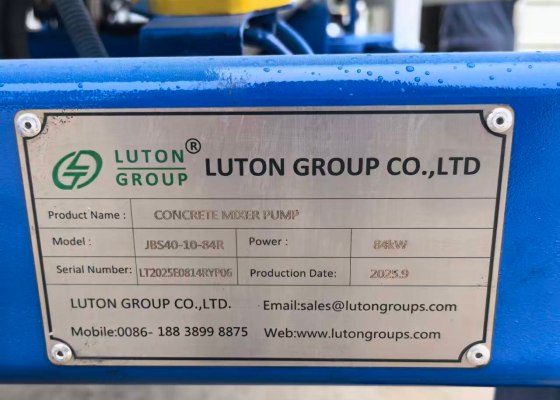 LUTON GROUP ® LUTON GROUP CO.,LTD
Product Name : CONCRETE MIXER PUMP
Model : JBS40-10-84R Power : 84kW
Serial Number: LT2025E0814RYP06 Production Date: 2025.9
LUTON GROUP CO.,LTD. Email:sales@lutongroups.com
Mobile:0086- 188 3899 8875 Web:www.lutongroups.com